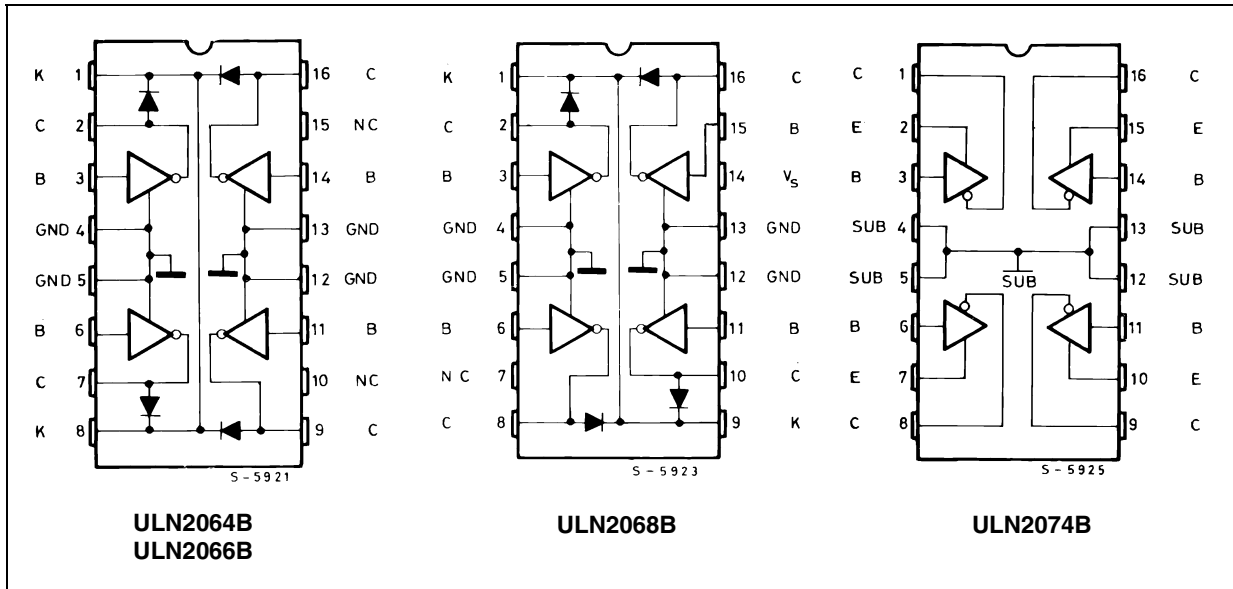 K 1 16 C
C 2 15 NC
B 3 14 B
GND 4 13 GND
GND 5 12 GND
B 6 11 B
C 7 10 NC
K 8 9 C
S-5921
ULN2064B
ULN2066B
K 1 16 C
C 2 15 B
B 3 14 VS
GND 4 13 GND
GND 5 12 GND
B 6 11 B
NC 7 10 C
C 8 9 K
S-5923
ULN2068B
C 1 16 C
E 2 15 E
B 3 14 B
SUB 4 13 SUB
SUB 5 12 SUB
SUB
B 6 11 B
E 7 10 E
C 8 9 C
S-5925
ULN2074B